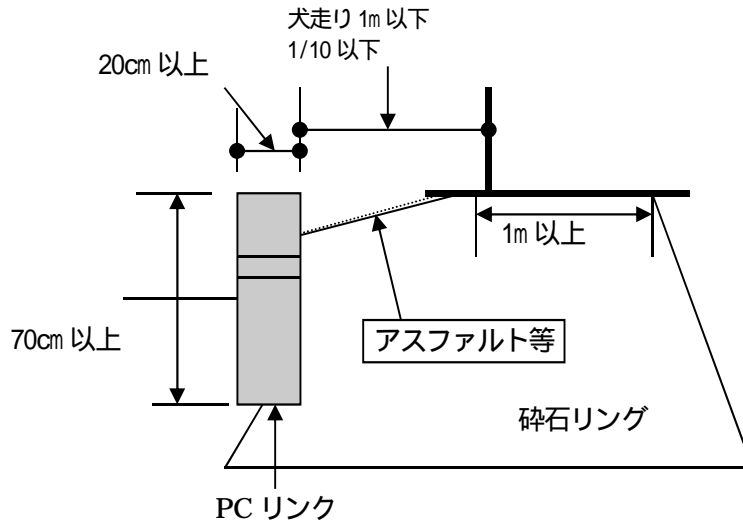 犬走り 1㎝ 以下
1/10 以下
20㎝ 以上
1m 以上
70㎝ 以上
アスファルト等
砕石リング
PC リンク